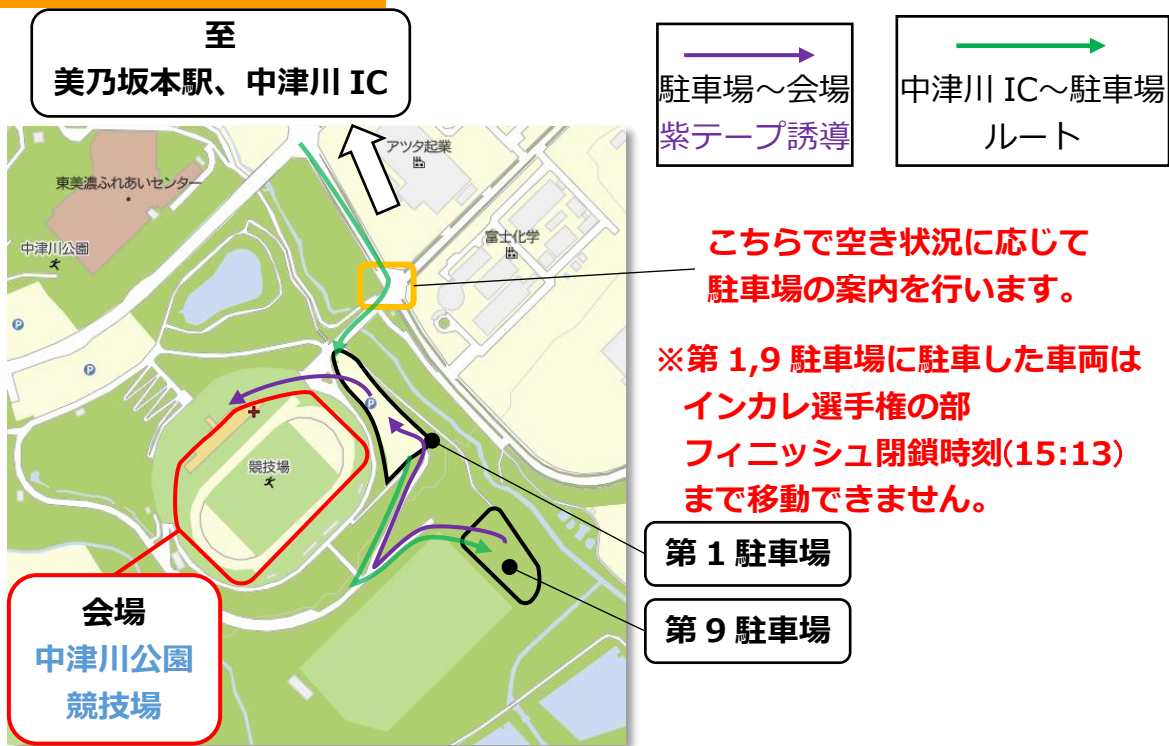 至
美乃坂本駅、中津川 IC
駐車場～会場
紫テープ誘導
中津川 IC～駐車場
ルート
アツタ起業
東美濃ふれあいセンター
中津川公園
富士化学
P
P
P
競技場
こちらで空き状況に応じて
駐車場の案内を行います。
※第 1,9 駐車場に駐車した車両は
インカレ選手権の部
フィニッシュ閉鎖時刻(15:13)
まで移動できません。
第 1 駐車場
第 9 駐車場
会場
中津川公園
競技場